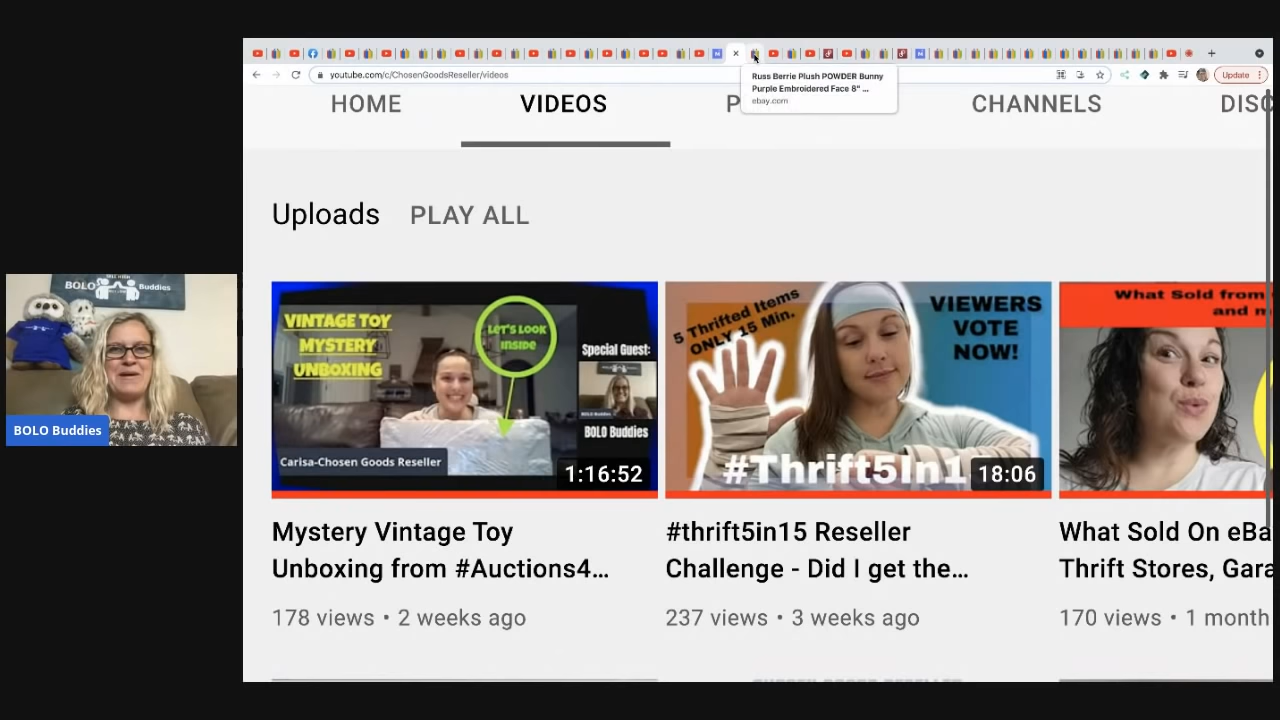 youtube.com/c/ChosenGoodsReseller/videos
Update
Russ Berrie Plush POWDER Bunny
Purple Embroidered Face 8" ...
ebay.com
HOME
VIDEOS
P
CHANNELS
DISC
Uploads
PLAY ALL
BOLO Buddies
BOLO Buddies
VINTAGE TOY
MYSTERY
UNBOXING
LET'S LOOK
INSIDE
Special Guest:
BOLO Buddies
Carisa-Chosen Goods Reseller
1:16:52
5 Thrifted Items
ONLY 15 Min.
VIEWERS
VOTE
NOW!
#Thrift5In1
18:06
What Sold from
and m
Mystery Vintage Toy
Unboxing from #Auctions4...
178 views • 2 weeks ago
#thrift5in15 Reseller
Challenge - Did I get the...
237 views • 3 weeks ago
What Sold On eBa
Thrift Stores, Gara
170 views • 1 month